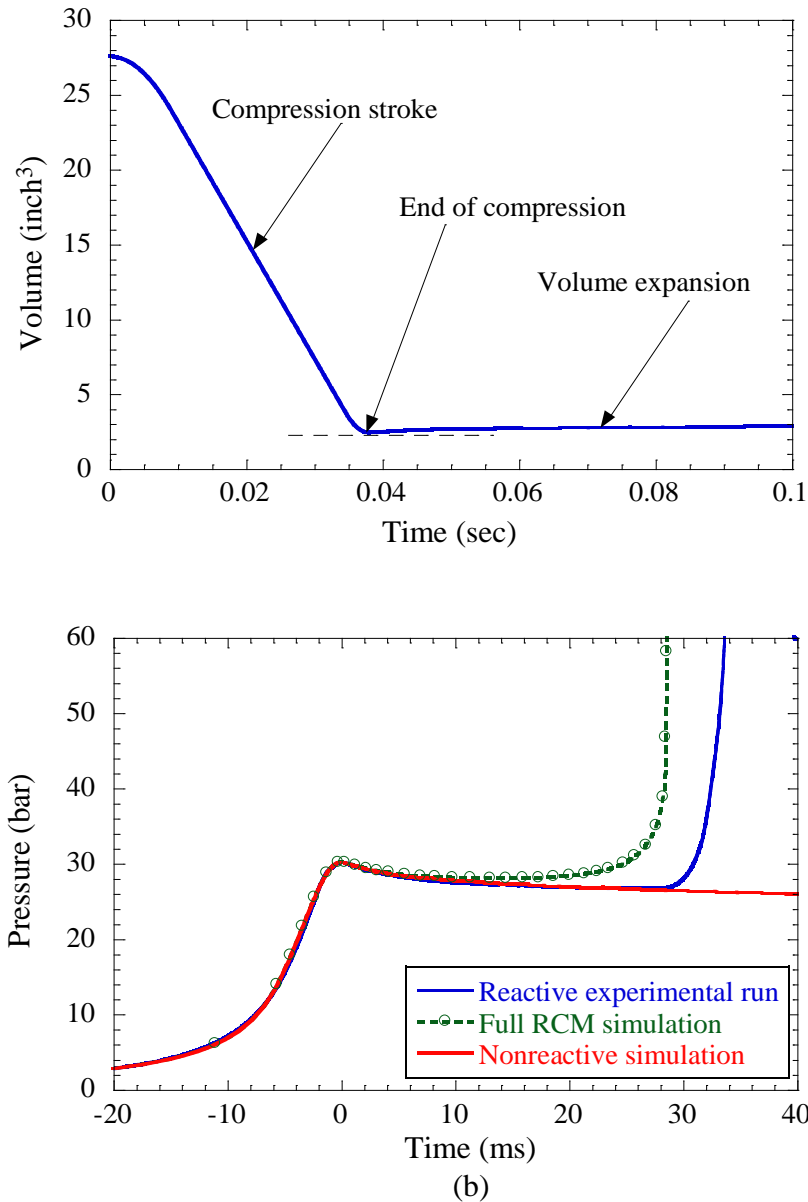 30
25
20
15
10
5
0
Volume (inch³)
Compression stroke
End of compression
Volume expansion
0
0.02
0.04
0.06
0.08
0.1
Time (sec)
60
50
40
30
20
10
0
Pressure (bar)
Reactive experimental run
Full RCM simulation
Nonreactive simulation
-20
-10
0
10
20
30
40
Time (ms)
(b)